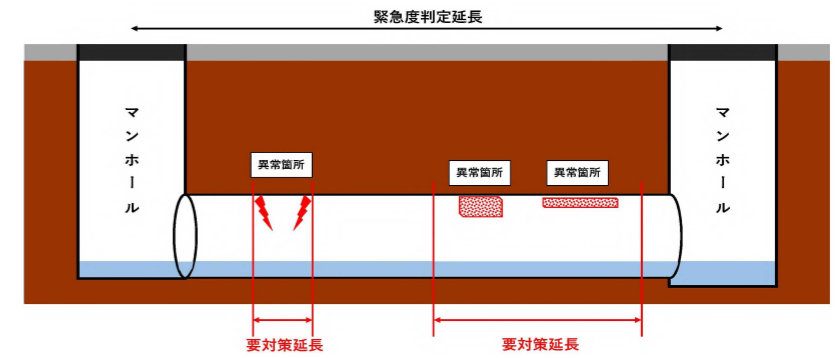 緊急度判定延長
マンホール
マンホール
異常箇所
異常箇所
異常箇所
要対策延長
要対策延長